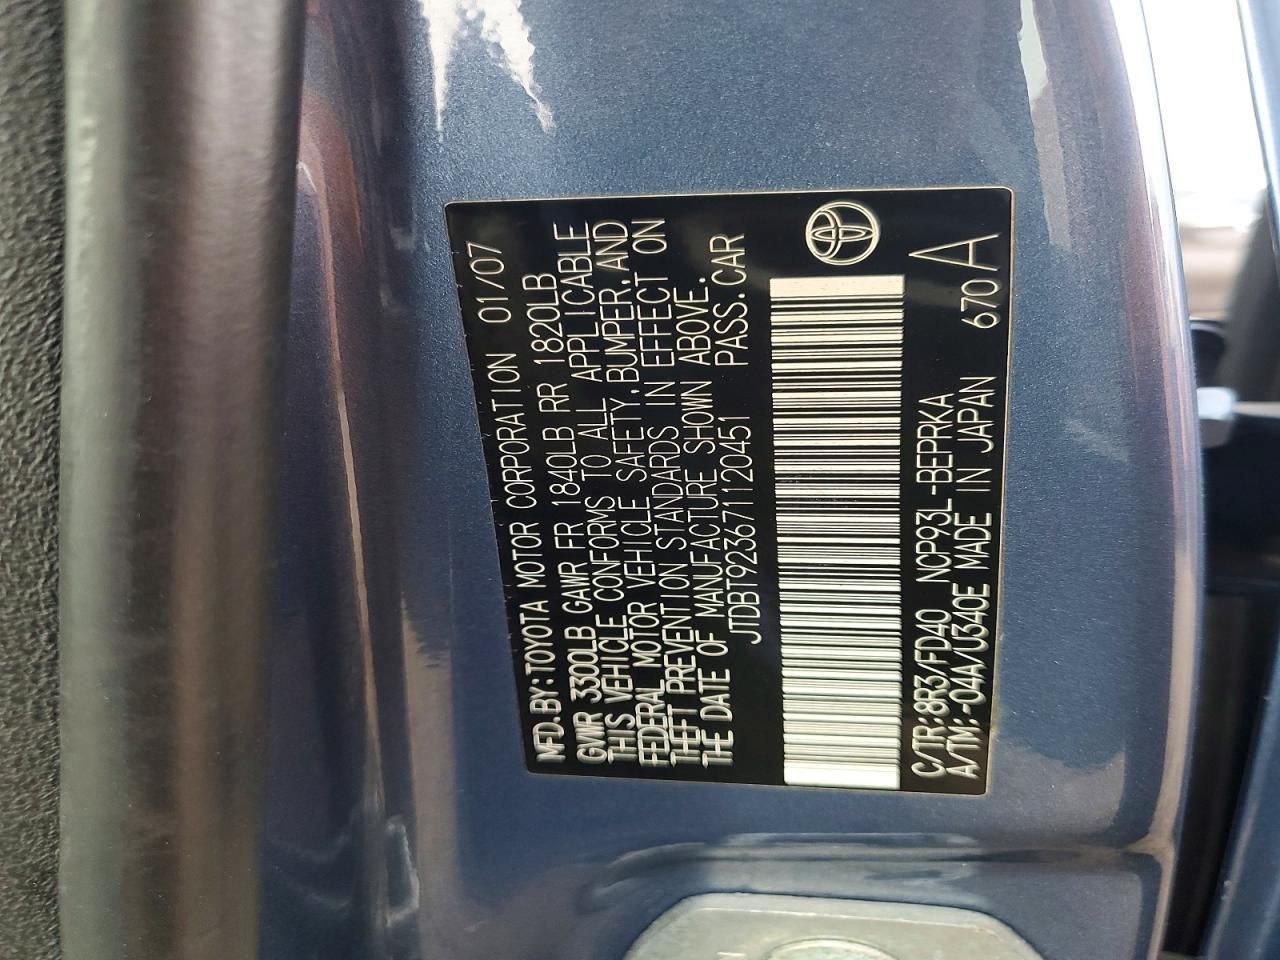 MFD.BY:TOYOTA MOTOR CORPORATION 01/07
GVWR 3300LB GAWR FR 1840LB RR 1820LB
THIS VEHICLE CONFORMS TO ALL APPLICABLE
FEDERAL MOTOR VEHICLE SAFETY,BUMPER,AND
THEFT PREVENTION STANDARDS IN EFFECT ON
THE DATE OF MANUFACTURE SHOWN ABOVE.
JTDBT923671120451 PASS.CAR
C/TR:8R3/FD40 NCP93L-BEPRKA A
A/TM:-04A/U340E MADE IN JAPAN 670